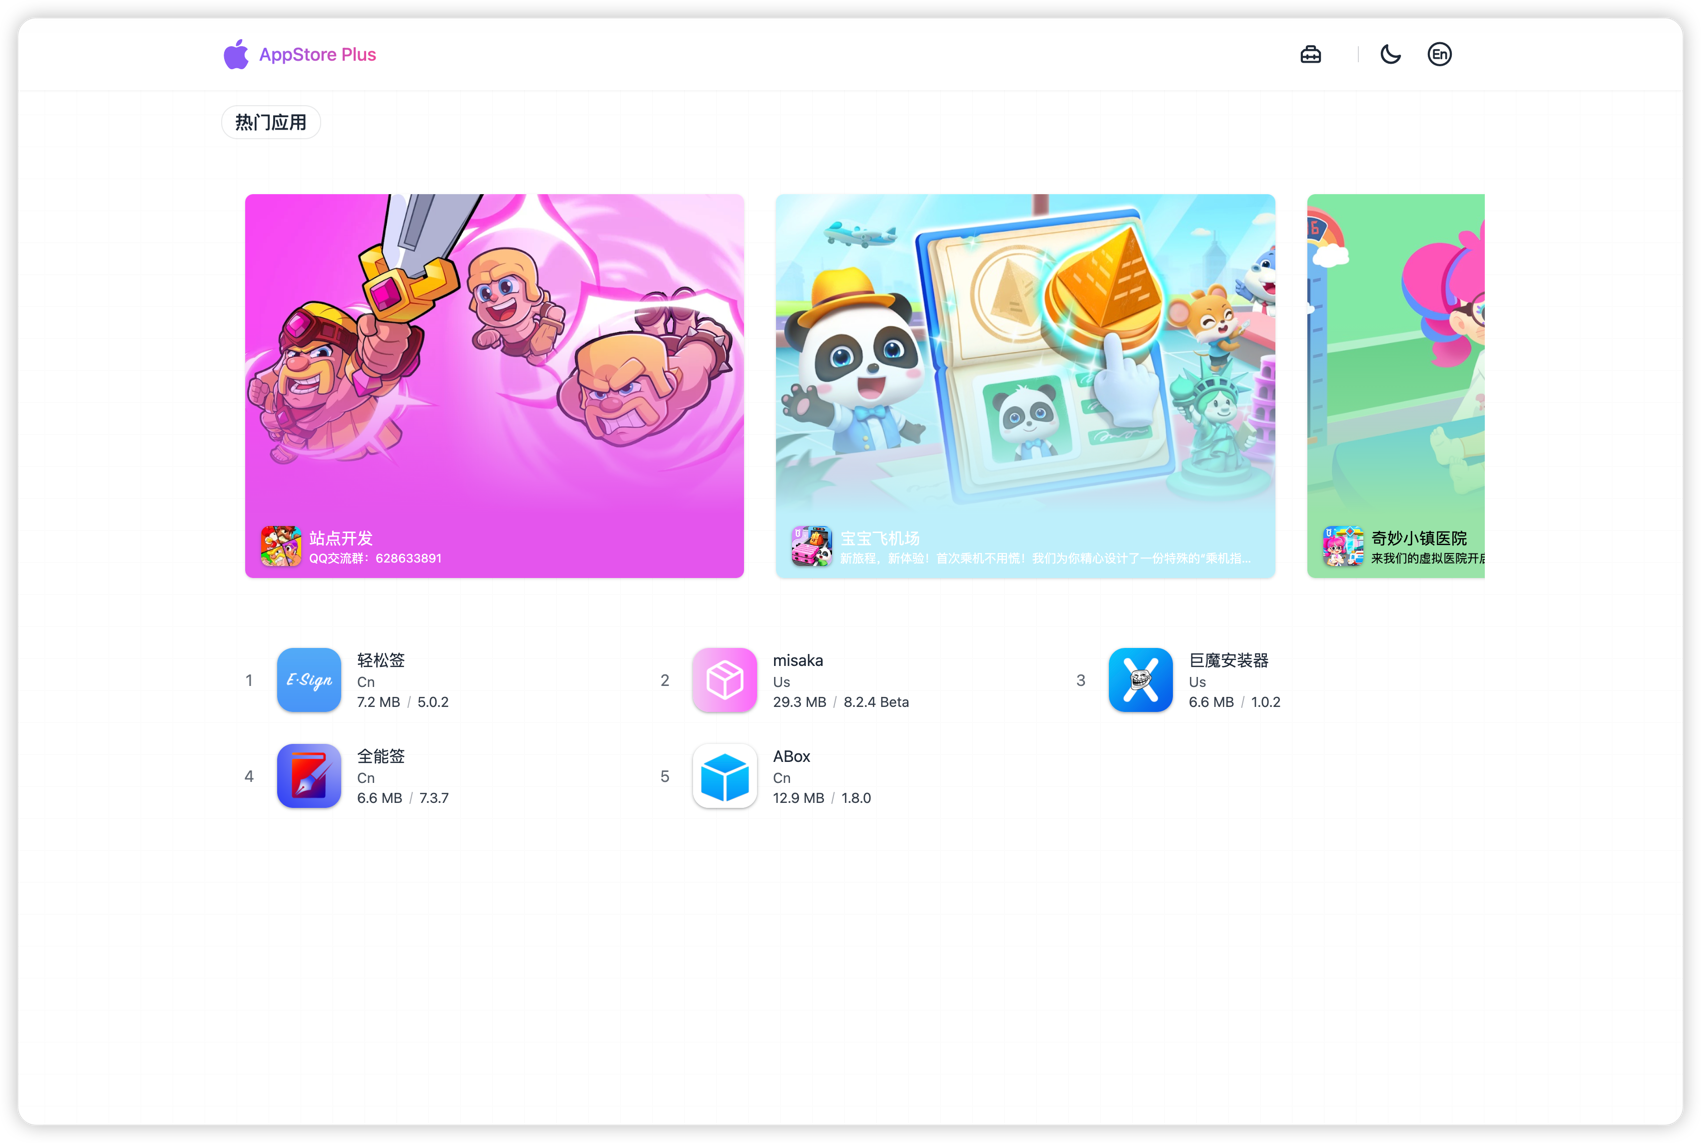 AppStore Plus
En
热门应用
站点开发
QQ交流群：628633891
宝宝飞机场
新旅程，新体验！首次乘机不用慌！我们为你精心设计了一份特殊的“乘机指...
奇妙小镇医院
来我们的虚拟医院开启
1
E·Sign
轻松签
Cn
7.2 MB / 5.0.2
2
misaka
Us
29.3 MB / 8.2.4 Beta
3
巨魔安装器
Us
6.6 MB / 1.0.2
4
全能签
Cn
6.6 MB / 7.3.7
5
ABox
Cn
12.9 MB / 1.8.0